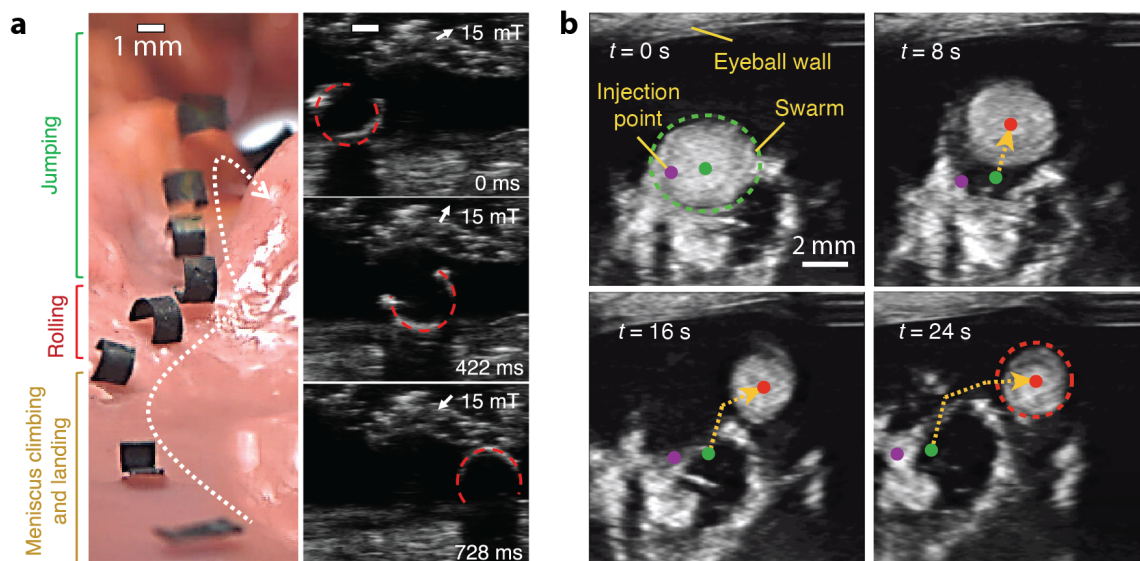 a
1 mm
Jumping
Rolling
Meniscus climbing
and landing
15 mT
0 ms
15 mT
422 ms
15 mT
728 ms
b
t = 0 s
Eyeball wall
Injection
point
Swarm
2 mm
t = 8 s
t = 16 s
t = 24 s